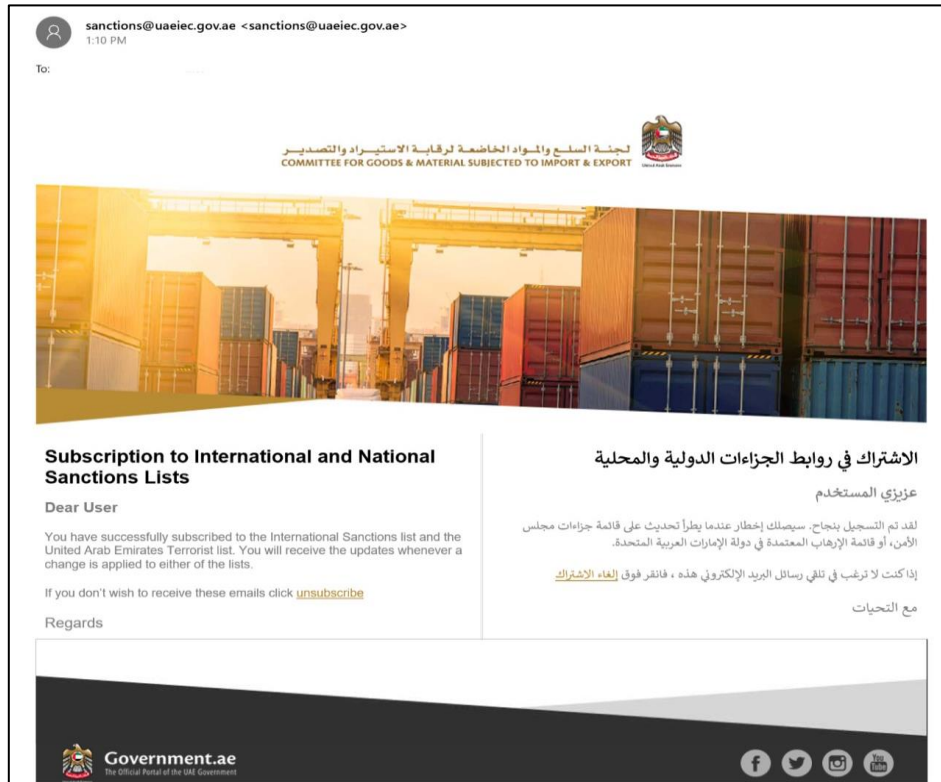 sanctions@uaeiec.gov.ae <sanctions@uaeiec.gov.ae>
1:10 PM
To:
لجنة السلع والمواد الخاضعة لرقابة الاستيراد والتصدير
COMMITTEE FOR GOODS & MATERIAL SUBJECTED TO IMPORT & EXPORT
United Arab Emirates
Subscription to International and National
Sanctions Lists
Dear User
You have successfully subscribed to the International Sanctions list and the
United Arab Emirates Terrorist list. You will receive the updates whenever a
change is applied to either of the lists.
If you don't wish to receive these emails click unsubscribe
Regards
الاشتراك في روابط الجزاءات الدولية والمحلية
عزيزي المستخدم
لقد تم التسجيل بنجاح. سيصلك إخطار عندما يطرأ تحديث على قائمة جزاءات مجلس
الأمن، أو قائمة الإرهاب المعتمدة في دولة الإمارات العربية المتحدة.
إذا كنت لا ترغب في تلقي رسائل البريد الإلكتروني هذه ، فانقر فوق إلغاء الاشتراك
مع التحيات
Government.ae
The Official Portal of the UAE Government
You
Tube